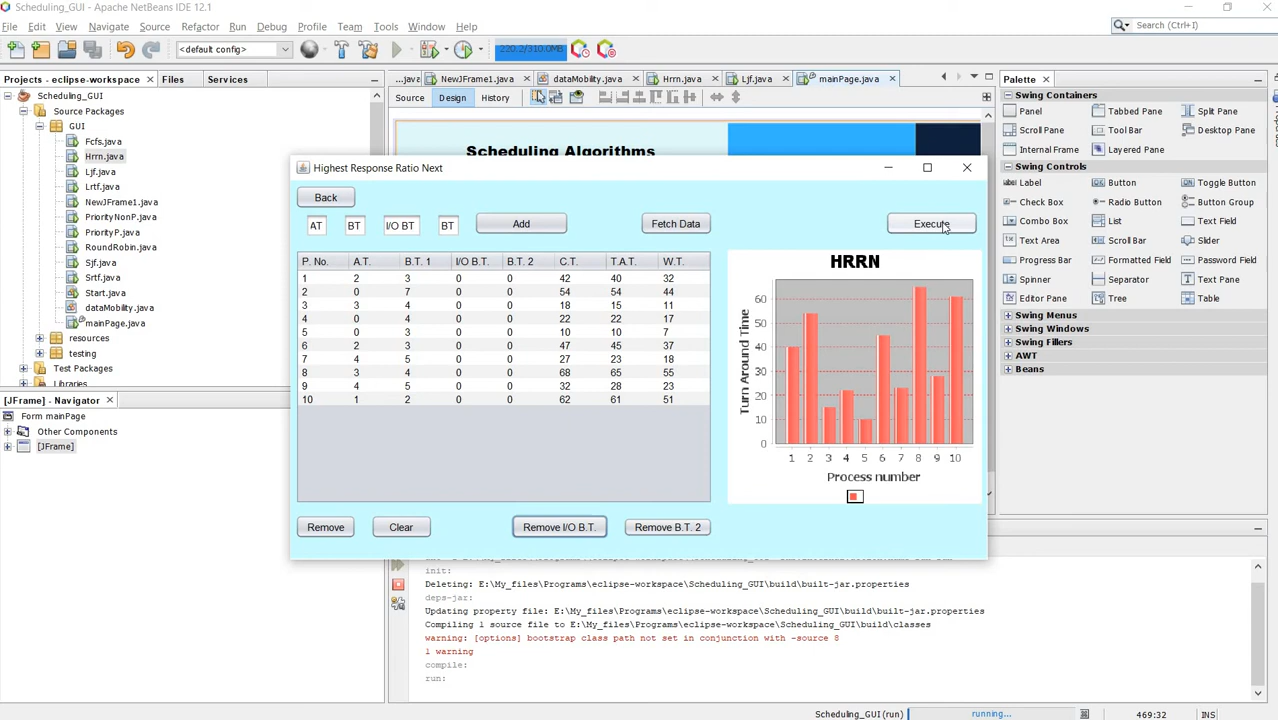 Scheduling_GUI - Apache NetBeans IDE 12.1
File Edit View Navigate Source Refactor Run Debug Profile Team Tools Window Help
Search (Ctrl+I)
<default config>
220.2/310.0MB
Projects - eclipse-workspace Files Services
...java NewJFrame1.java dataMobility.java Hrrn.java Ljf.java mainPage.java
Source Design History
Scheduling_GUI
Source Packages
GUI
Fcfs.java
Hrrn.java
Ljf.java
Lrtf.java
NewJFrame1.java
PriorityNonP.java
PriorityP.java
RoundRobin.java
Sjf.java
Srtf.java
Start.java
dataMobility.java
mainPage.java
resources
testing
Test Packages
Libraries
[JFrame] - Navigator
Form mainPage
Other Components
[JFrame]
Scheduling Algorithms
Highest Response Ratio Next
Back
AT BT I/O BT BT Add Fetch Data Execute
P. No. A.T. B.T. 1 I/O B.T. B.T. 2 C.T. T.A.T. W.T.
1 2 3 0 0 42 40 32
2 0 7 0 0 54 54 44
3 3 4 0 0 18 15 11
4 0 4 0 0 22 22 17
5 0 3 0 0 10 10 7
6 2 3 0 0 47 45 37
7 4 5 0 0 27 23 18
8 3 4 0 0 68 65 55
9 4 5 0 0 32 28 23
10 1 2 0 0 62 61 51
HRRN
Turn Around Time
60
50
40
30
20
10
0
1 2 3 4 5 6 7 8 9 10
Process number
Remove Clear Remove I/O B.T. Remove B.T. 2
Palette
Swing Containers
Panel Tabbed Pane Split Pane
Scroll Pane Tool Bar Desktop Pane
Internal Frame Layered Pane
Swing Controls
Label Button Toggle Button
Check Box Radio Button Button Group
Combo Box List Text Field
Text Area Scroll Bar Slider
Progress Bar Formatted Field Password Field
Spinner Separator Text Pane
Editor Pane Tree Table
Swing Menus
Swing Windows
Swing Fillers
AWT
Beans
init:
Deleting: E:\My_files\Programs\eclipse-workspace\Scheduling_GUI\build\built-jar.properties
deps-jar:
Updating property file: E:\My_files\Programs\eclipse-workspace\Scheduling_GUI\build\built-jar.properties
Compiling 1 source file to E:\My_files\Programs\eclipse-workspace\Scheduling_GUI\build\classes
warning: [options] bootstrap class path not set in conjunction with -source 8
1 warning
compile:
run:
Scheduling_GUI (run) running... 469:32 INS